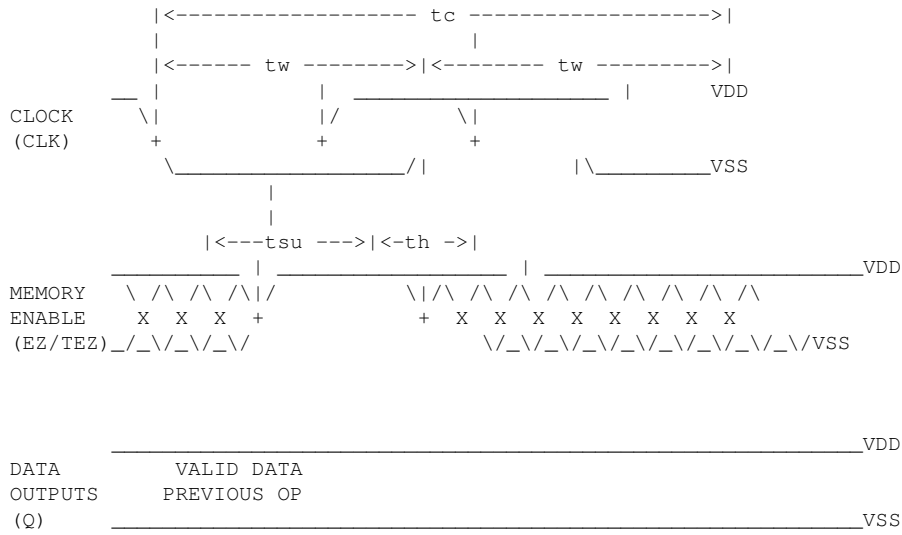 |<------------------- tc ------------------->|
|<------ tw -------->|<-------- tw --------->|
VDD
CLOCK
(CLK) + + +
VSS
|<---tsu --->|<-th ->|
VDD
MEMORY \ /\ /\ /\|/ \|/\ /\ /\ /\ /\ /\ /\ /\
ENABLE X X X + + X X X X X X X X
(EZ/TEZ)_/_\/_\/_\/ \/_\/_\/_\/_\/_\/_\/_\/VSS
VDD
DATA VALID DATA
OUTPUTS PREVIOUS OP
(Q) VSS